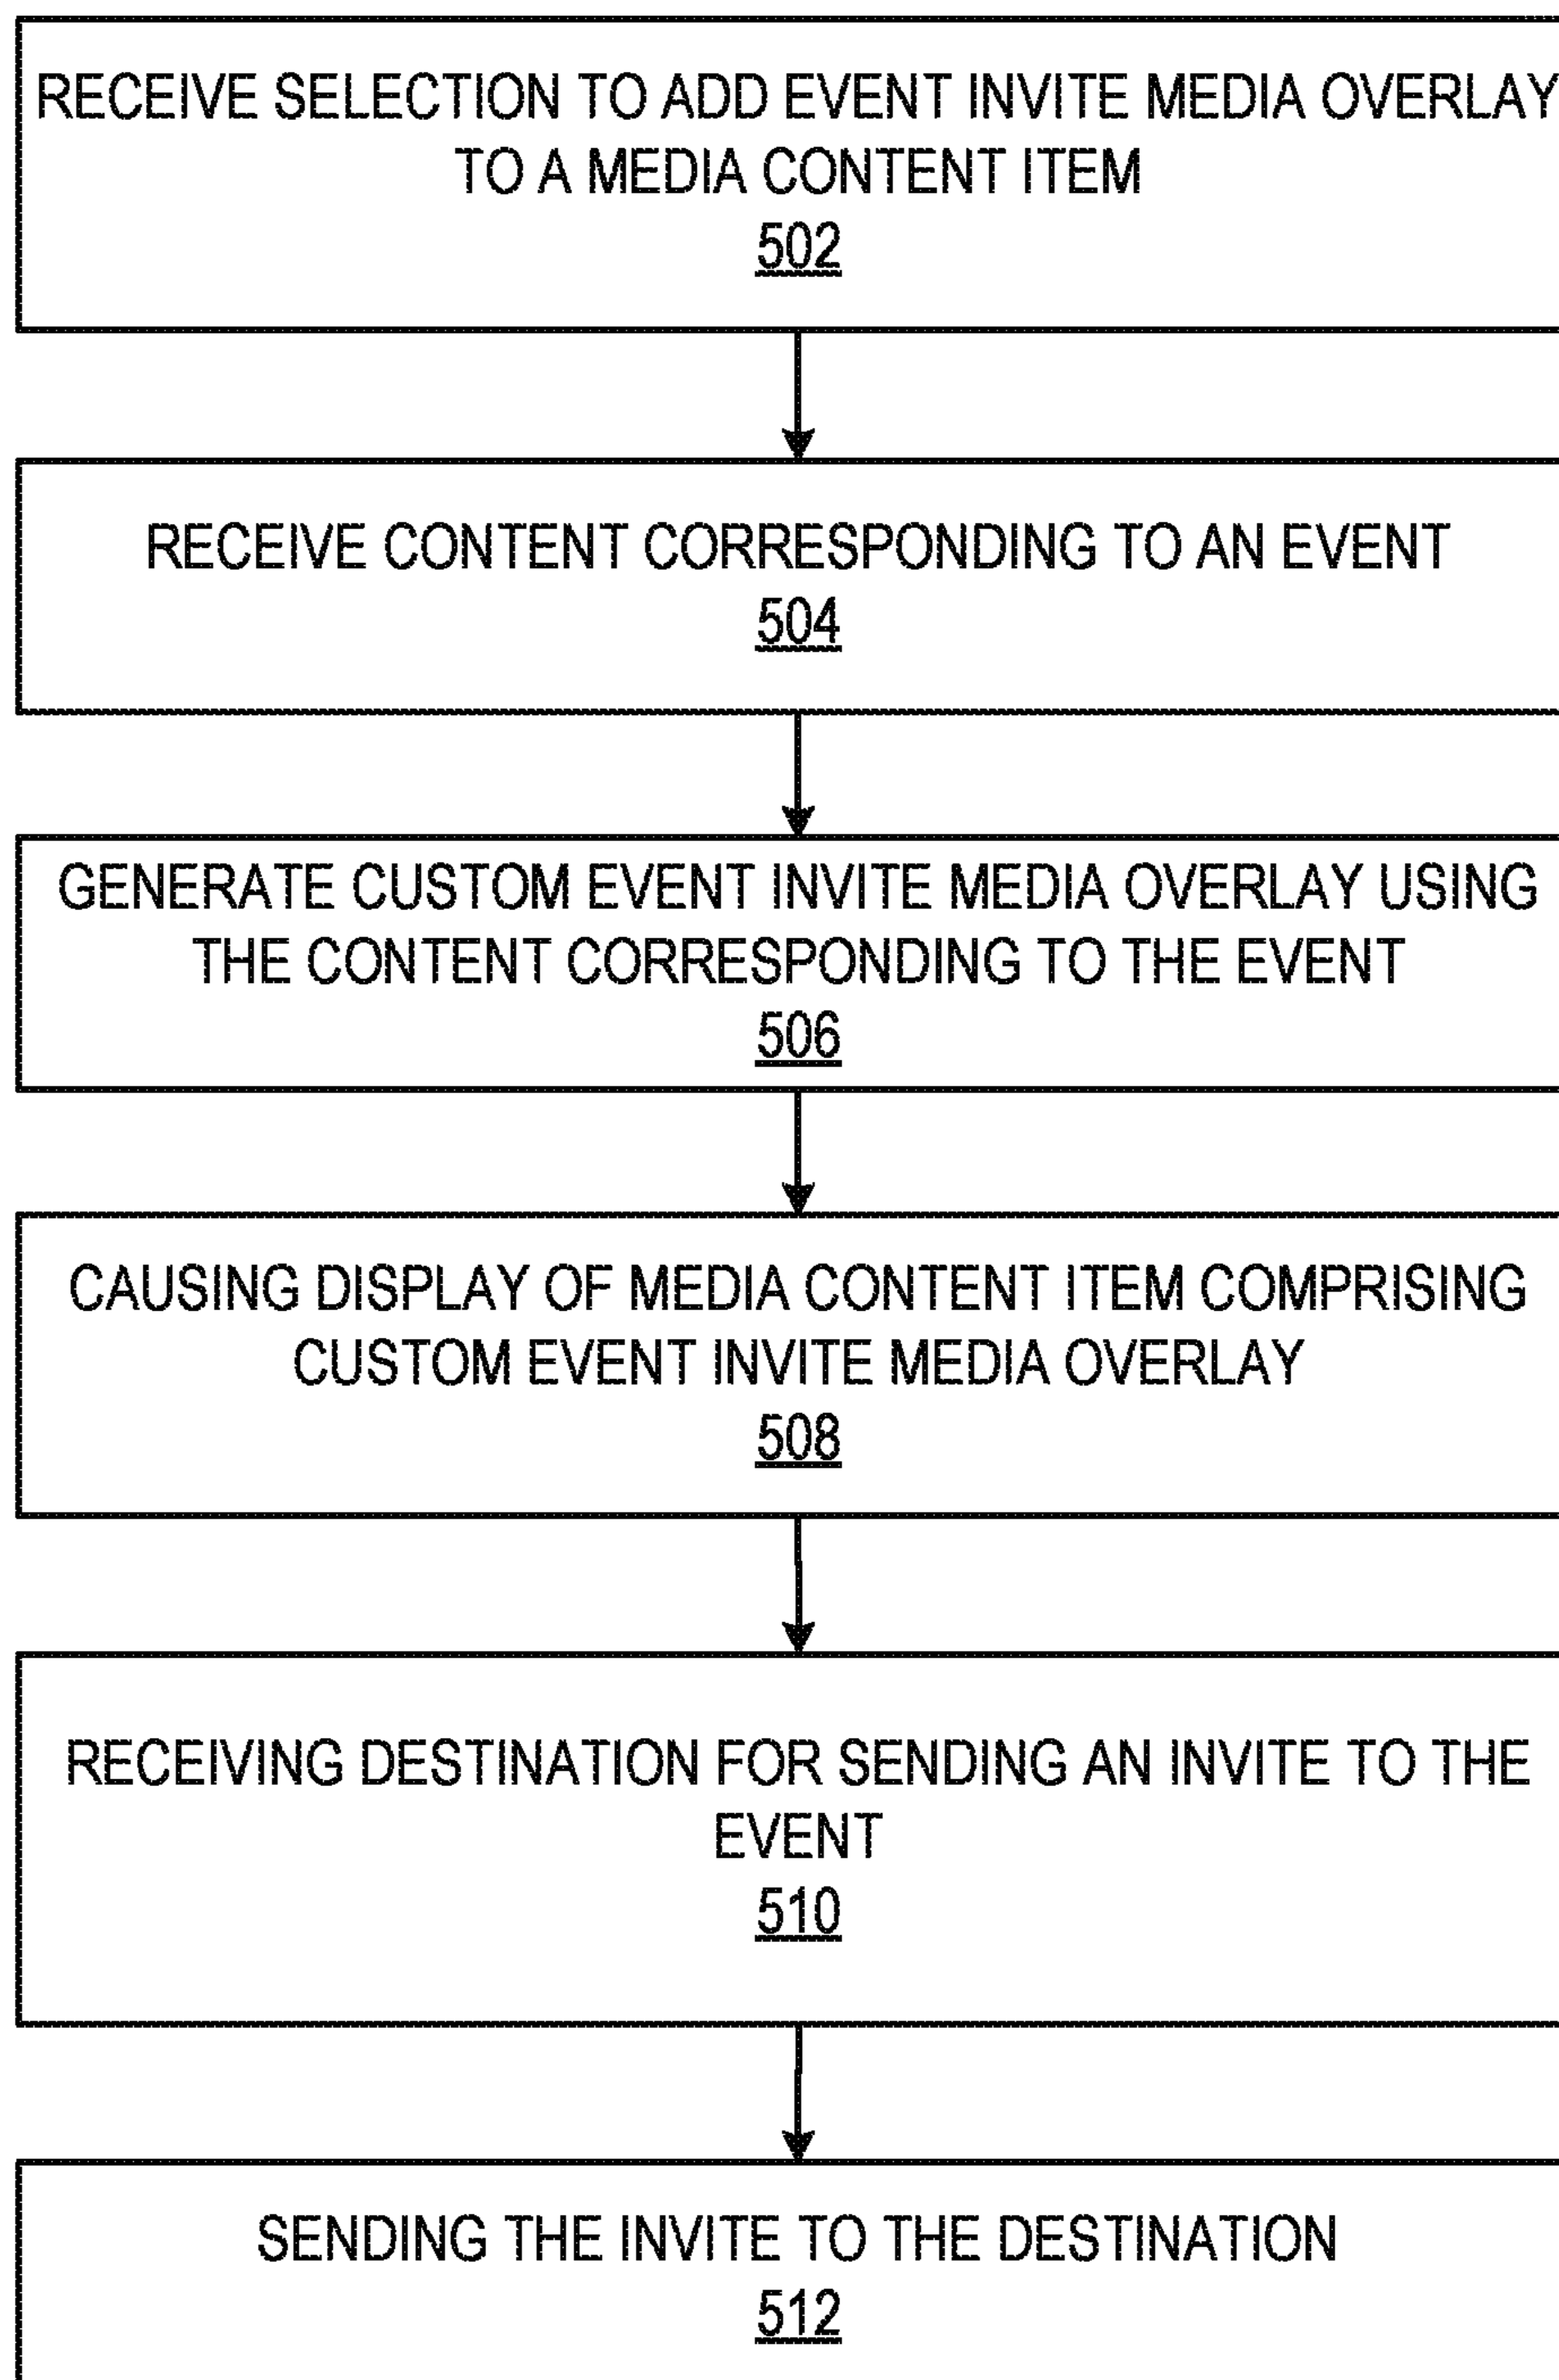 RECEIVE SELECTION TO ADD EVENT INVITE MEDIA OVERLAY
TO A MEDIA CONTENT ITEM
502
RECEIVE CONTENT CORRESPONDING TO AN EVENT
504
GENERATE CUSTOM EVENT INVITE MEDIA OVERLAY USING
THE CONTENT CORRESPONDING TO THE EVENT
506
CAUSING DISPLAY OF MEDIA CONTENT ITEM COMPRISING
CUSTOM EVENT INVITE MEDIA OVERLAY
508
RECEIVING DESTINATION FOR SENDING AN INVITE TO THE
EVENT
510
SENDING THE INVITE TO THE DESTINATION
512